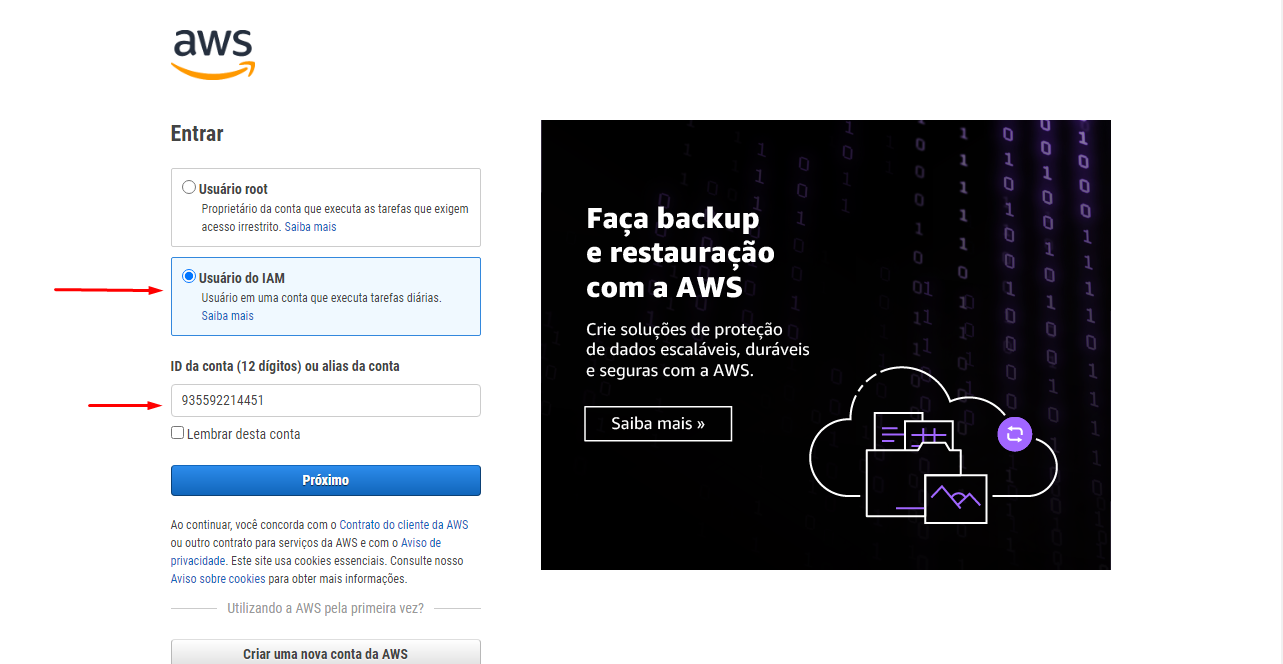 aws
Entrar
Usuário root
Proprietário da conta que executa as tarefas que exigem
acesso irrestrito. Saiba mais
Usuário do IAM
Usuário em uma conta que executa tarefas diárias.
Saiba mais
ID da conta (12 dígitos) ou alias da conta
935592214451
Lembrar desta conta
Próximo
Ao continuar, você concorda com o Contrato do cliente da AWS
ou outro contrato para serviços da AWS e com o Aviso de
privacidade. Este site usa cookies essenciais. Consulte nosso
Aviso sobre cookies para obter mais informações.
Utilizando a AWS pela primeira vez?
Criar uma nova conta da AWS
Faça backup
e restauração
com a AWS
Crie soluções de proteção
de dados escaláveis, duráveis
e seguras com a AWS.
Saiba mais »